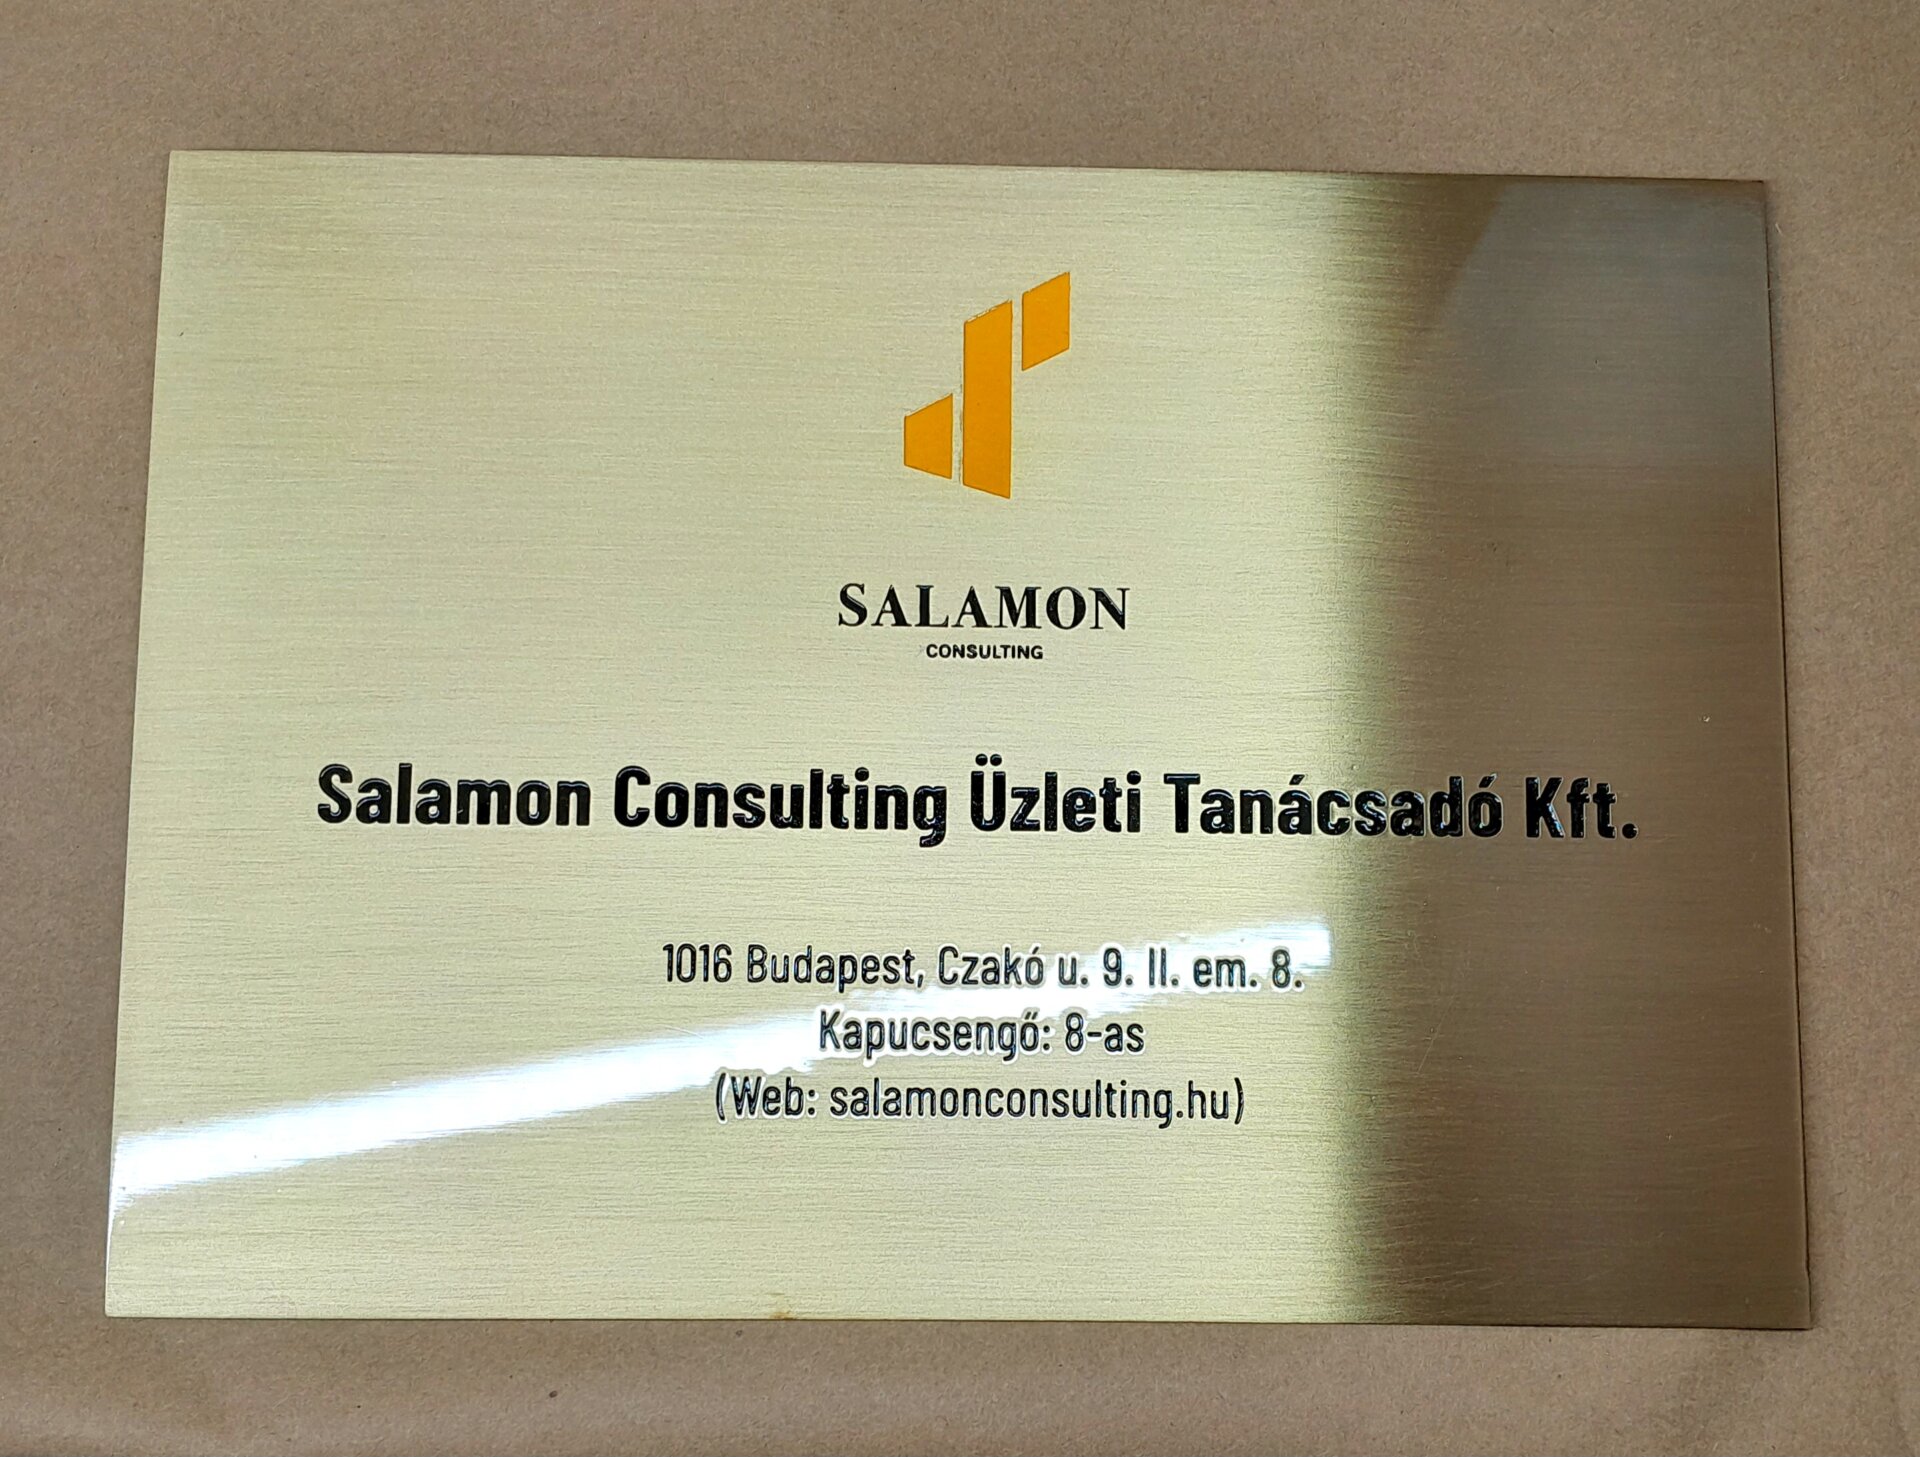 SALAMON
CONSULTING
Salamon Consulting Üzleti Tanácsadó Kft.
1016 Budapest, Czakó u. 9. II. em. 8.
Kapucsengő: 8-as
(Web: salamonconsulting.hu)